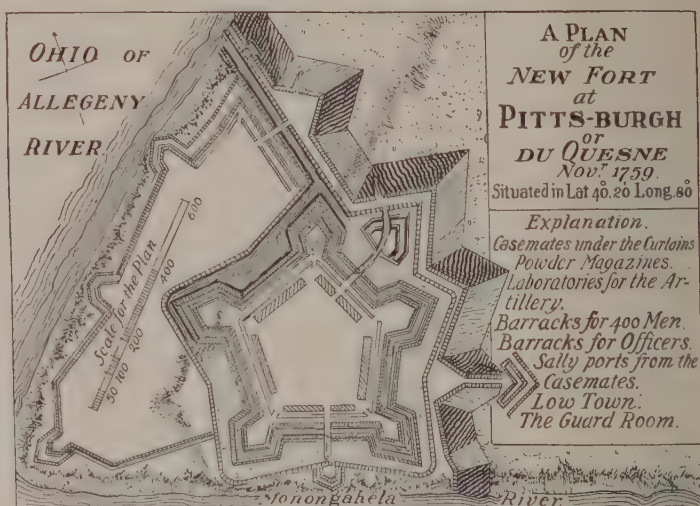 OHIO OF
ALLEGENY
RIVER
A PLAN
of the
NEW FORT
at
PITTS-BURGH
or
DU QUESNE
Novr. 1759.
Situated in Lat 40.20 Long. 80
Explanation.
Casemates under the Curtains
Powder Magazines.
Laboratories for the Ar-
tillery.
Barracks for 400 Men.
Barracks for Officers.
Sally ports from the
Casemates.
Low Town.
The Guard Room.
Scale for the Plan
50 100 200 400 600
Monongahela River